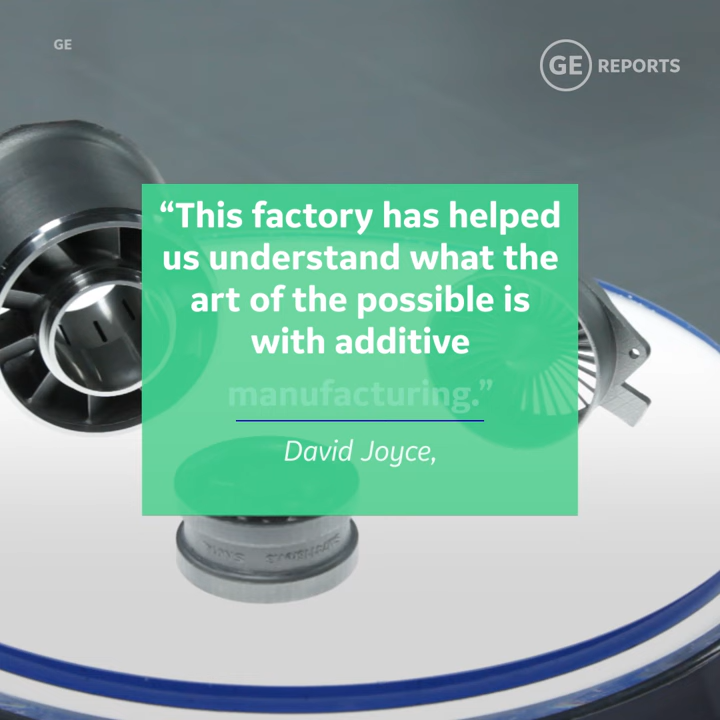 GE
GE REPORTS
“This factory has helped
us understand what the
art of the possible is
with additive
manufacturing.”
David Joyce,